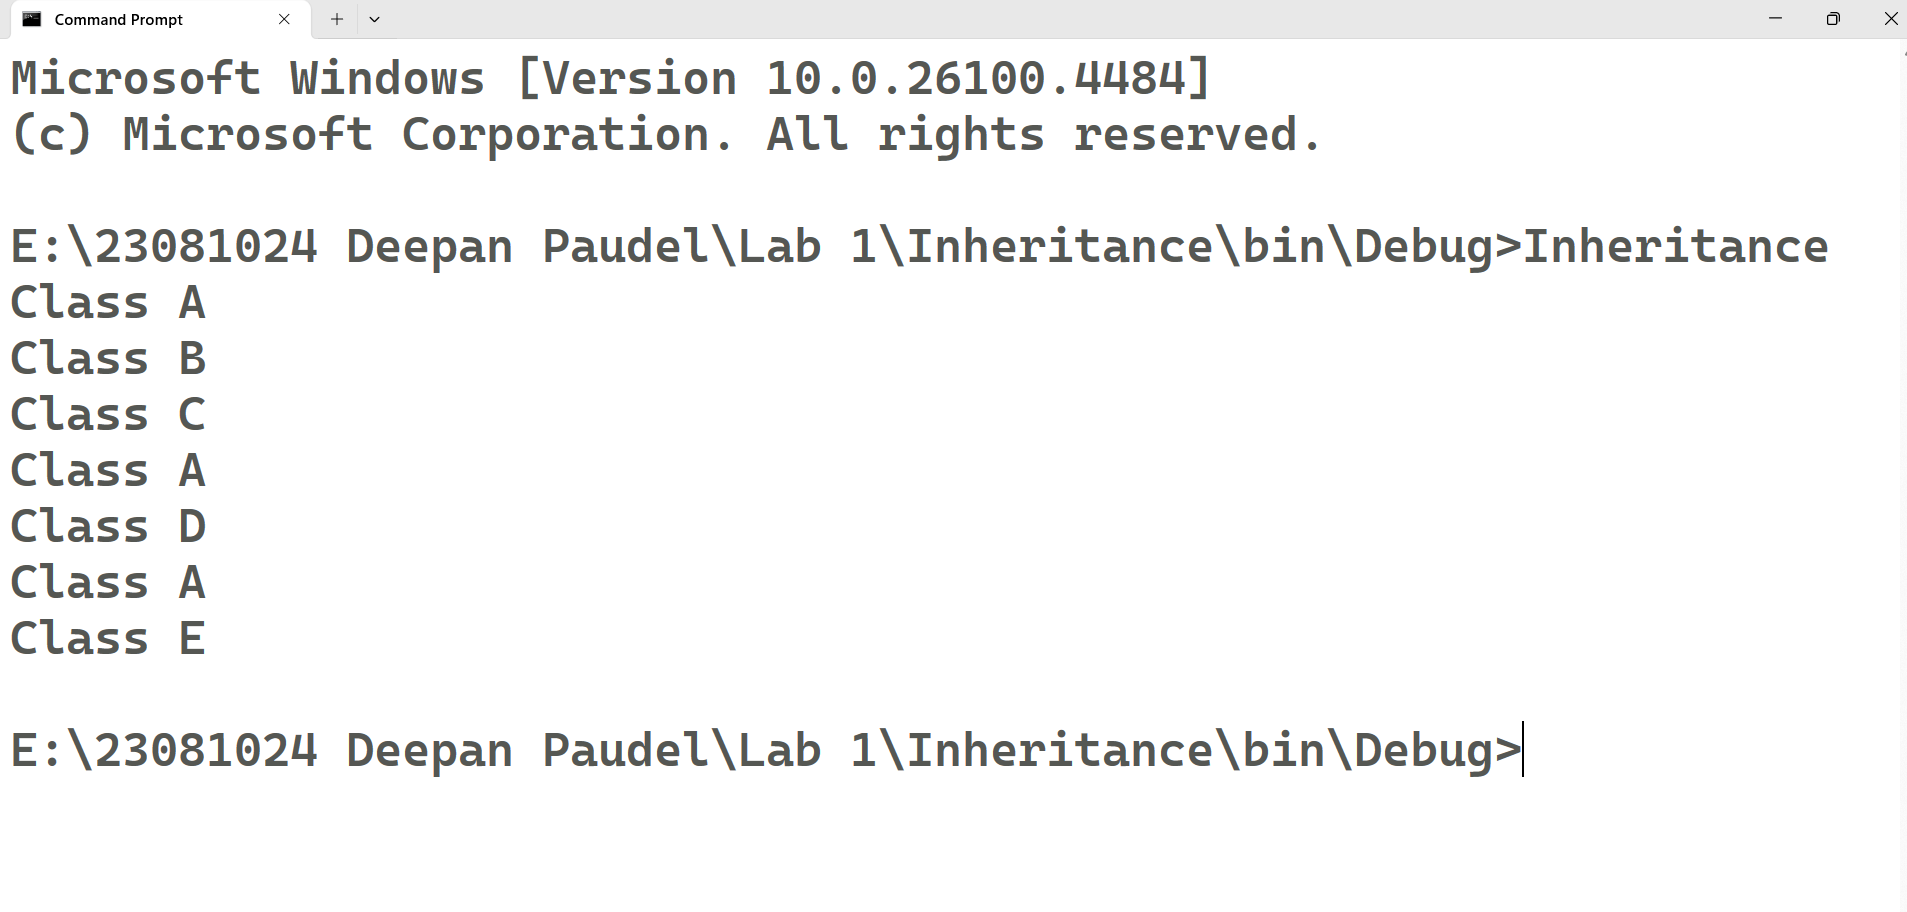 Command Prompt
Microsoft Windows [Version 10.0.26100.4484]
(c) Microsoft Corporation. All rights reserved.
E:\23081024 Deepan Paudel\Lab 1\Inheritance\bin\Debug>Inheritance
Class A
Class B
Class C
Class A
Class D
Class A
Class E
E:\23081024 Deepan Paudel\Lab 1\Inheritance\bin\Debug>